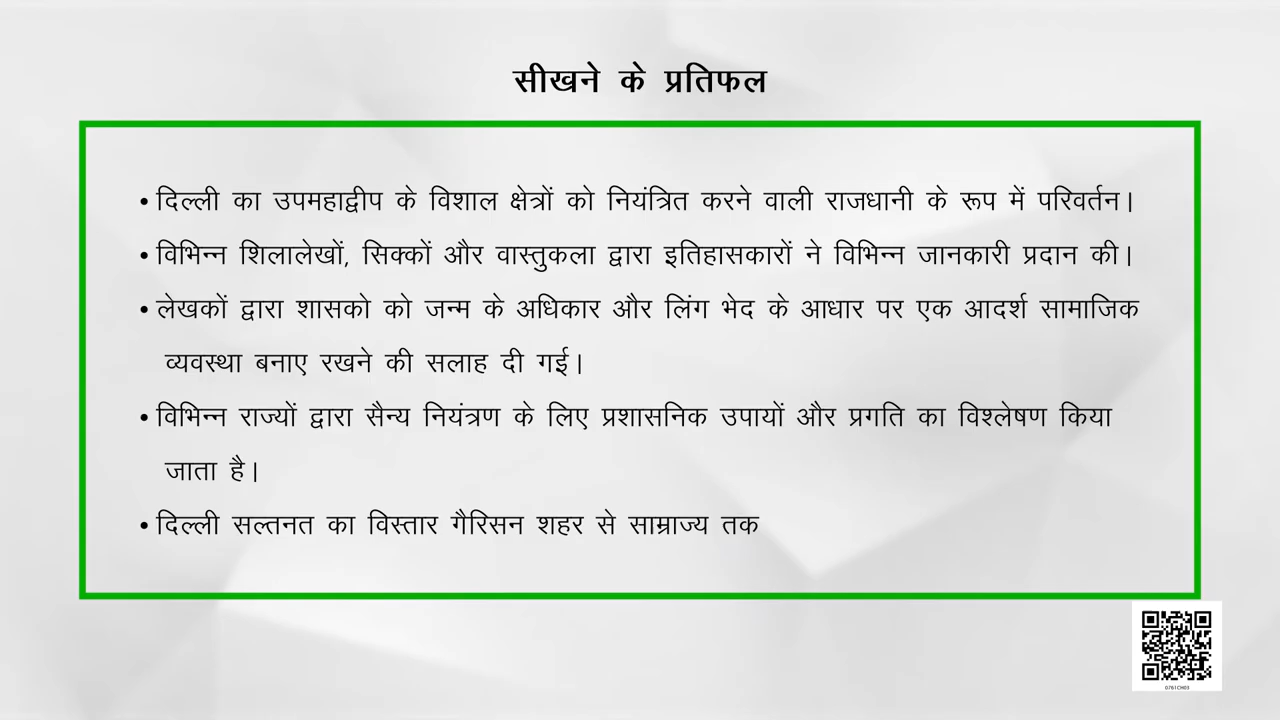 सीखने के प्रतिफल
• दिल्ली का उपमहाद्वीप के विशाल क्षेत्रों को नियंत्रित करने वाली राजधानी के रूप में परिवर्तन।
• विभिन्न शिलालेखों, सिक्कों और वास्तुकला द्वारा इतिहासकारों ने विभिन्न जानकारी प्रदान की।
• लेखकों द्वारा शासको को जन्म के अधिकार और लिंग भेद के आधार पर एक आदर्श सामाजिक
व्यवस्था बनाए रखने की सलाह दी गई।
• विभिन्न राज्यों द्वारा सैन्य नियंत्रण के लिए प्रशासनिक उपायों और प्रगति का विश्लेषण किया
जाता है।
• दिल्ली सल्तनत का विस्तार गैरिसन शहर से साम्राज्य तक
0761CH03